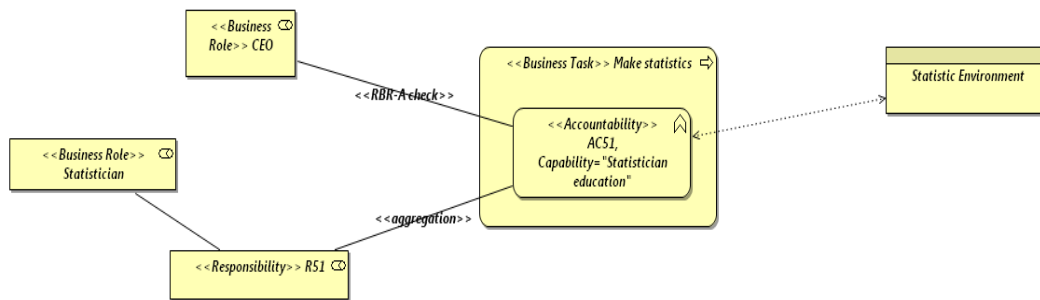 <<Business
Role>> CEO
<<Business Task>> Make statistics
Statistic Environment
<<RBR-A check>>
<<Accountability>>
AC51,
Capability="Statistician
education"
<<Business Role>>
Statistician
<<aggregation>>
<<Responsibility>> R51